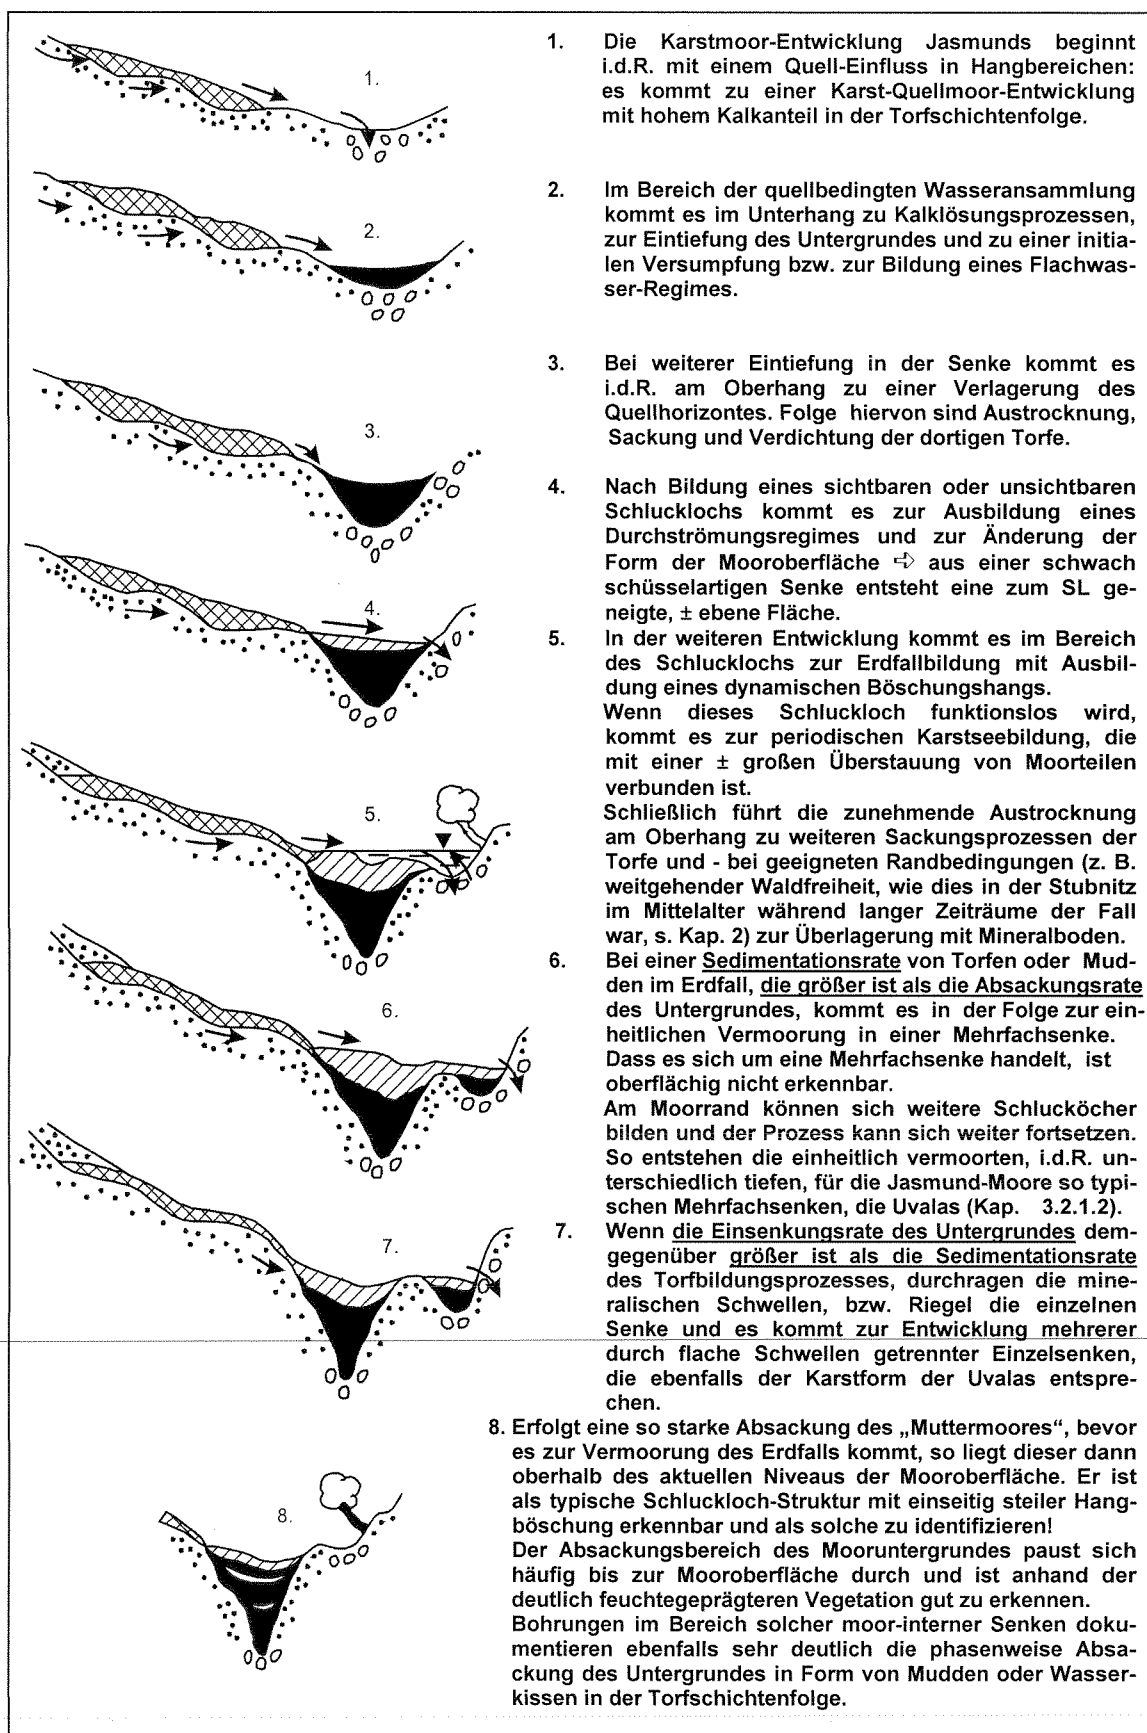 1. Die Karstmoor-Entwicklung Jasmunds beginnt
i.d.R. mit einem Quell-Einfluss in Hangbereichen:
es kommt zu einer Karst-Quellmoor-Entwicklung
mit hohem Kalkanteil in der Torfschichtenfolge.
1.
2. Im Bereich der quellbedingten Wasseransammlung
kommt es im Unterhang zu Kalklösungsprozessen,
zur Eintiefung des Untergrundes und zu einer initia-
len Versumpfung bzw. zur Bildung eines Flachwas-
ser-Regimes.
2.
3. Bei weiterer Eintiefung in der Senke kommt es
i.d.R. am Oberhang zu einer Verlagerung des
Quellhorizontes. Folge hiervon sind Austrocknung,
Sackung und Verdichtung der dortigen Torfe.
3.
4. Nach Bildung eines sichtbaren oder unsichtbaren
Schlucklochs kommt es zur Ausbildung eines
Durchströmungsregimes und zur Änderung der
Form der Mooroberfläche ➪ aus einer schwach
schüsselartigen Senke entsteht eine zum SL ge-
neigte, ± ebene Fläche.
4.
5. In der weiteren Entwicklung kommt es im Bereich
des Schlucklochs zur Erdfallbildung mit Ausbil-
dung eines dynamischen Böschungshangs.
Wenn dieses Schluckloch funktionslos wird,
kommt es zur periodischen Karstseebildung, die
mit einer ± großen Überstauung von Moorteilen
verbunden ist.
Schließlich führt die zunehmende Austrocknung
am Oberhang zu weiteren Sackungsprozessen der
Torfe und - bei geeigneten Randbedingungen (z. B.
weitgehender Waldfreiheit, wie dies in der Stubnitz
im Mittelalter während langer Zeiträume der Fall
war, s. Kap. 2) zur Überlagerung mit Mineralboden.
5.
6. Bei einer Sedimentationsrate von Torfen oder Mud-
den im Erdfall, die größer ist als die Absackungsrate
des Untergrundes, kommt es in der Folge zur ein-
heitlichen Vermoorung in einer Mehrfachsenke.
Dass es sich um eine Mehrfachsenke handelt, ist
oberflächig nicht erkennbar.
Am Moorrand können sich weitere Schlucköcher
bilden und der Prozess kann sich weiter fortsetzen.
So entstehen die einheitlich vermoorten, i.d.R. un-
terschiedlich tiefen, für die Jasmund-Moore so typi-
schen Mehrfachsenken, die Uvalas (Kap. 3.2.1.2).
6.
7. Wenn die Einsenkungsrate des Untergrundes dem-
gegenüber größer ist als die Sedimentationsrate
des Torfbildungsprozesses, durchragen die mine-
ralischen Schwellen, bzw. Riegel die einzelnen
Senke und es kommt zur Entwicklung mehrerer
durch flache Schwellen getrennter Einzelsenken,
die ebenfalls der Karstform der Uvalas entspre-
chen.
7.
8. Erfolgt eine so starke Absackung des „Muttermoores“, bevor
es zur Vermoorung des Erdfalls kommt, so liegt dieser dann
oberhalb des aktuellen Niveaus der Mooroberfläche. Er ist
als typische Schluckloch-Struktur mit einseitig steiler Hang-
böschung erkennbar und als solche zu identifizieren!
Der Absackungsbereich des Mooruntergrundes paust sich
häufig bis zur Mooroberfläche durch und ist anhand der
deutlich feuchtegeprägteren Vegetation gut zu erkennen.
Bohrungen im Bereich solcher moor-interner Senken doku-
mentieren ebenfalls sehr deutlich die phasenweise Absa-
ckung des Untergrundes in Form von Mudden oder Wasser-
kissen in der Torfschichtenfolge.
8.